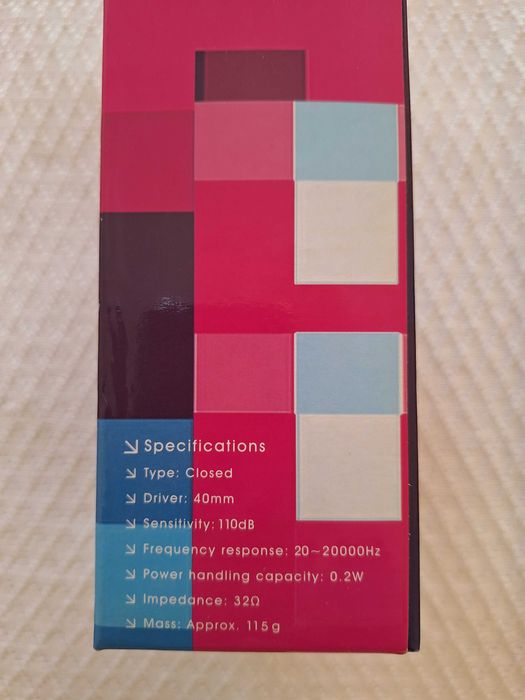 Specifications
Type: Closed
Driver: 40mm
Sensitivity: 110dB
Frequency response: 20~20000Hz
Power handling capacity: 0.2W
Impedance: 32Ω
Mass: Approx. 115g